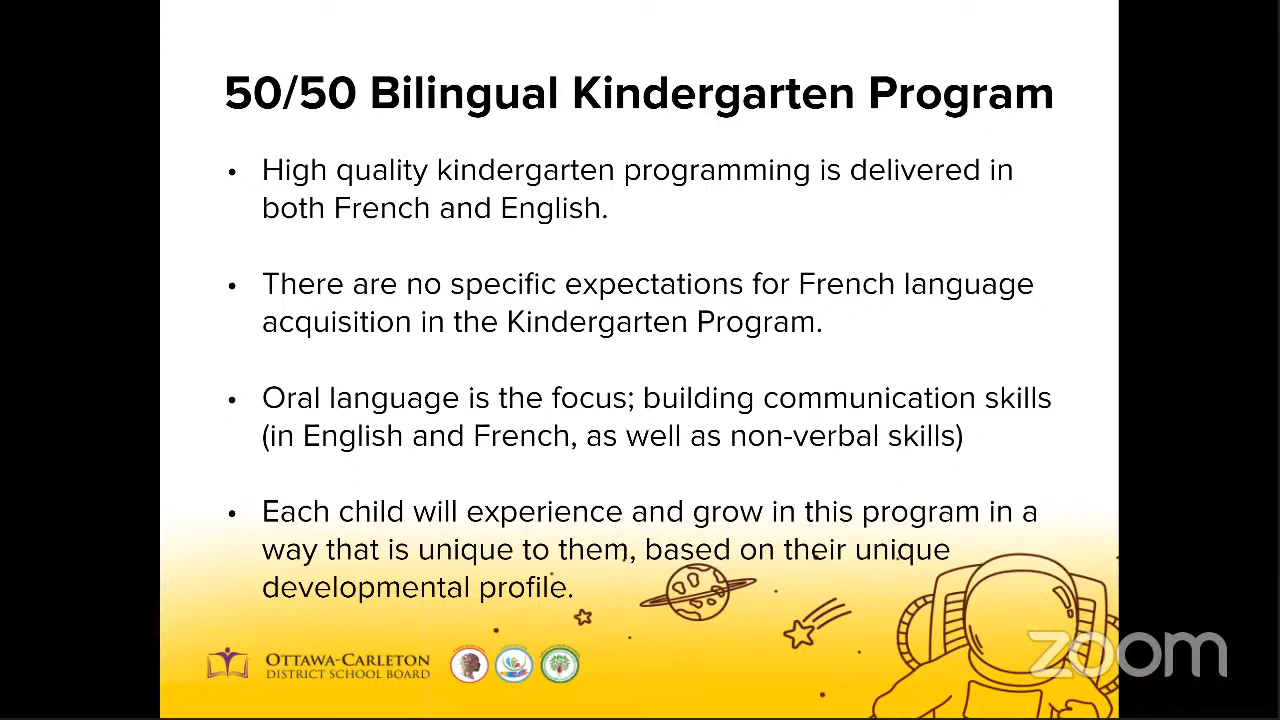 50/50 Bilingual Kindergarten Program
• High quality kindergarten programming is delivered in
both French and English.
• There are no specific expectations for French language
acquisition in the Kindergarten Program.
• Oral language is the focus; building communication skills
(in English and French, as well as non-verbal skills)
• Each child will experience and grow in this program in a
way that is unique to them, based on their unique
developmental profile.
OTTAWA-CARLETON
DISTRICT SCHOOL BOARD
zoom